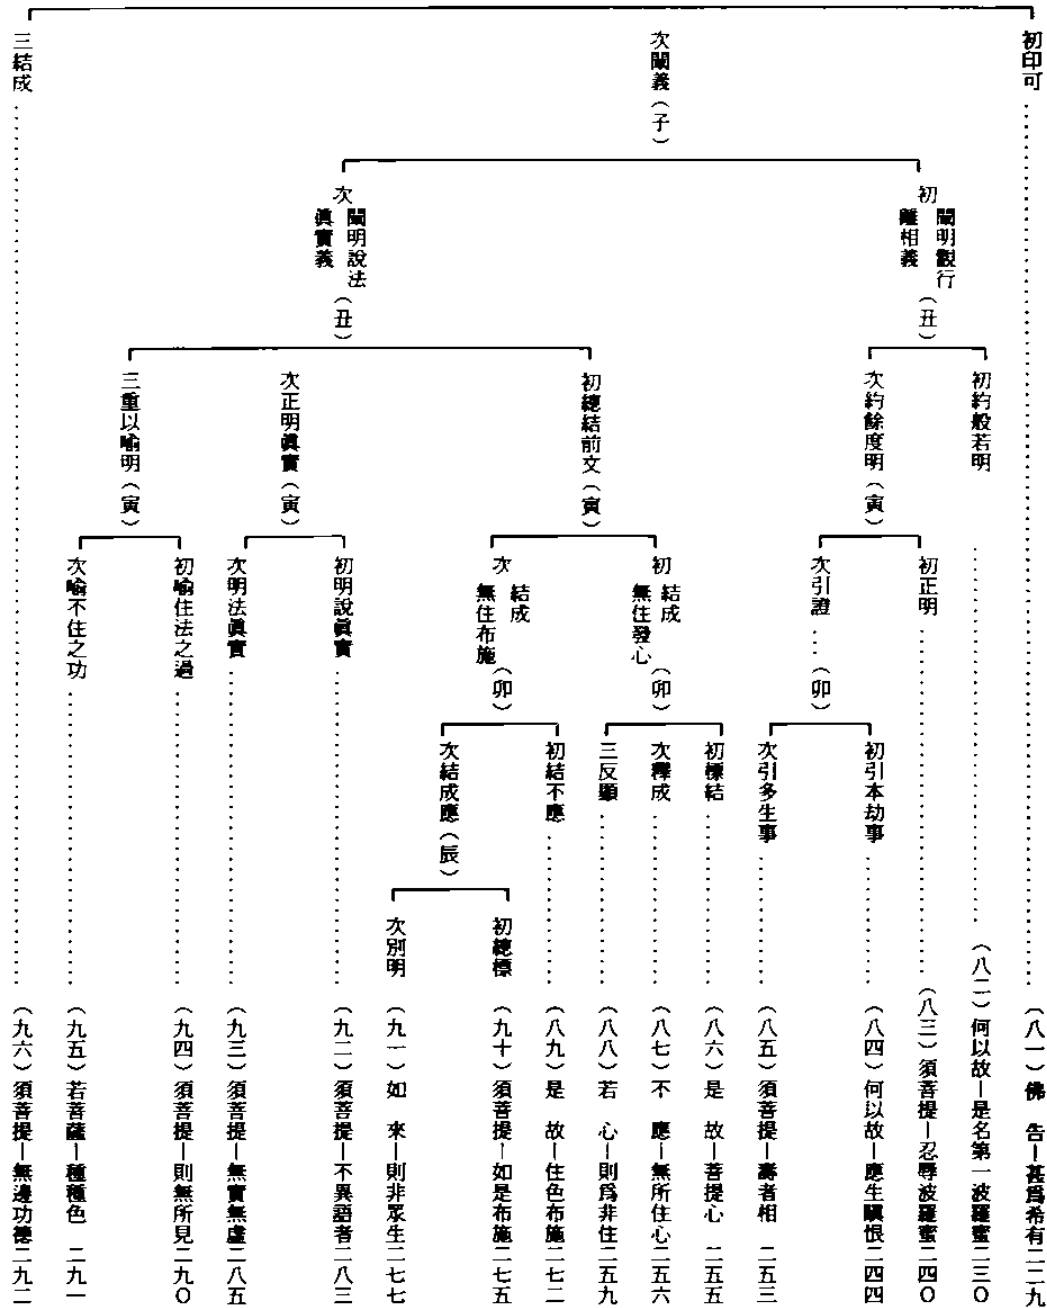 初印可
(八一)佛 告—甚爲希有二二九
次闡義(子)
初
闡明觀行
離相義
(丑)
初約般若明
(八二)何以故—是名第一波羅蜜二三〇
次約餘度明(寅)
初正明
(八三)須菩提—忍辱波羅蜜二四〇
次引證
(卯)
初引本劫事
(八四)何以故—應生瞋恨二四四
次引多生事
(八五)須菩提—壽者相 二五三
次
闡明說法
眞實義
(丑)
初總結前文(寅)
初
結成
無住發心
(卯)
初標結
(八六)是 故—菩提心 二五五
次釋成
(八七)不 應—無所住心二五六
三反顯
(八八)若 心—則爲非住二五九
次
結成
無住布施
(卯)
初結不應
(八九)是 故—住色布施二七二
次結成應(辰)
初總標
(九十)須菩提—如是布施二七五
次別明
(九一)如 來—則非眾生二七七
次正明眞實(寅)
初明說眞實
(九二)須菩提—不異語者二八三
次明法眞實
(九三)須菩提—無實無虛二八五
三重以喻明(寅)
初喻住法之過
(九四)須菩提—則無所見二九〇
次喻不住之功
(九五)若菩薩—種種色 二九一
三結成
(九六)須菩提—無邊功德二九二